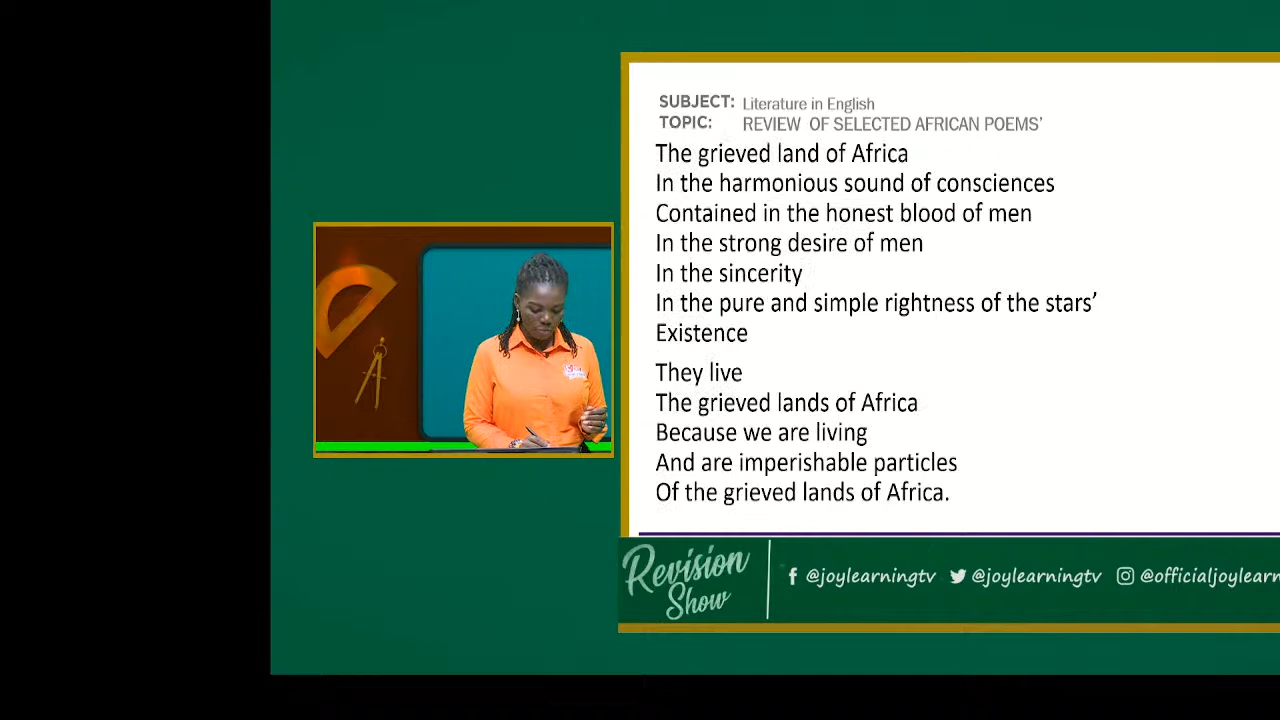 SUBJECT: Literature in English
TOPIC: REVIEW OF SELECTED AFRICAN POEMS'
The grieved land of Africa
In the harmonious sound of consciences
Contained in the honest blood of men
In the strong desire of men
In the sincerity
In the pure and simple rightness of the stars'
Existence
They live
The grieved lands of Africa
Because we are living
And are imperishable particles
Of the grieved lands of Africa.
Revision
Show
@joylearningtv @joylearningtv @officialjoylearn